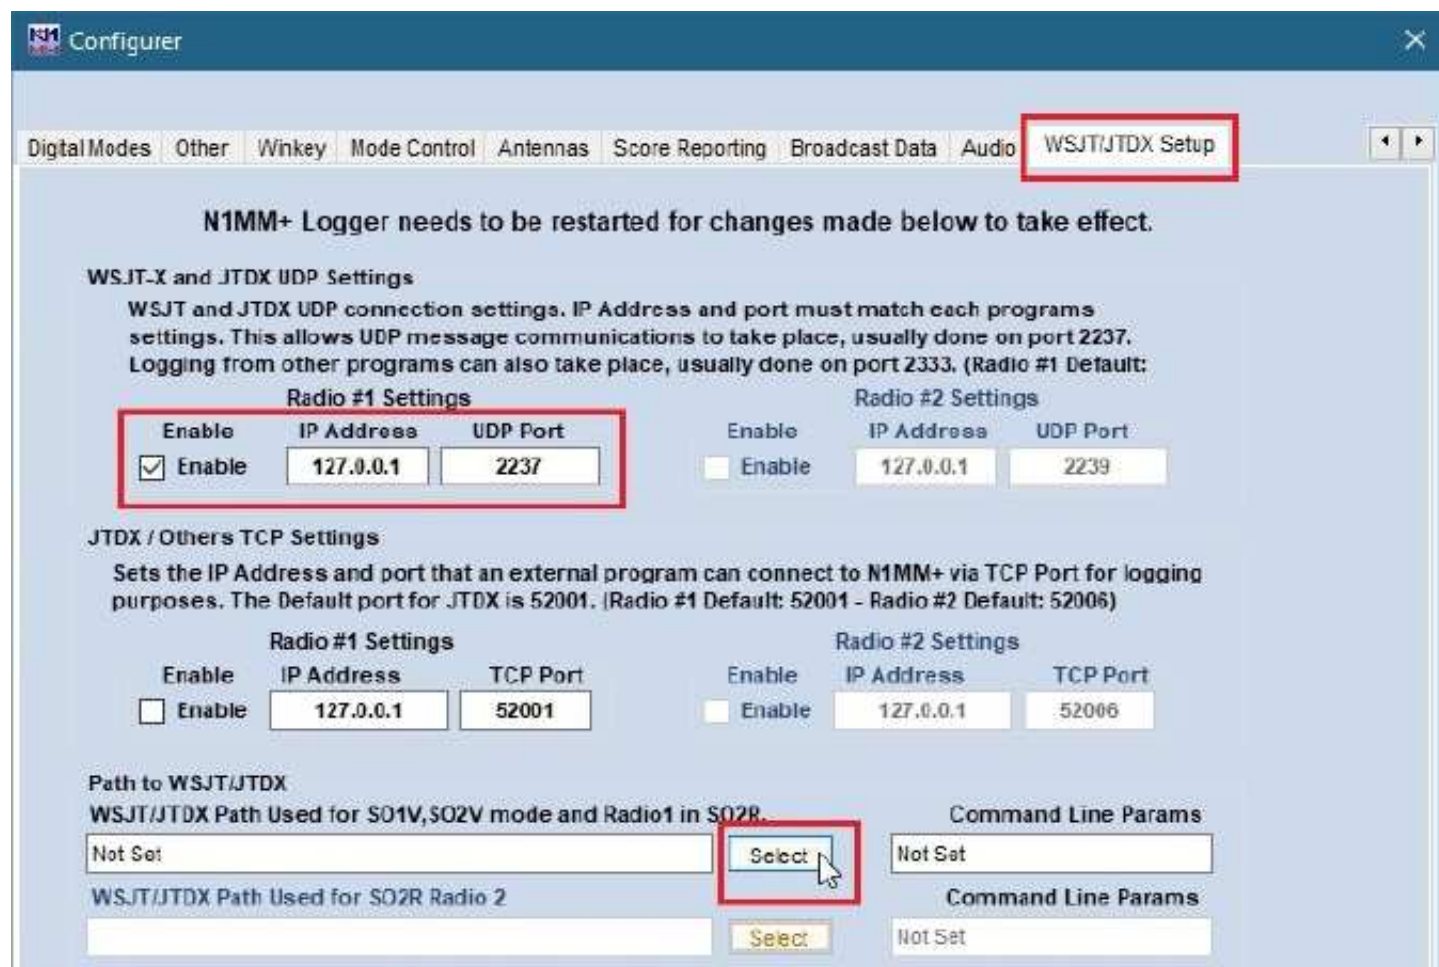 Configurer
Digtal Modes Other Winkey Mode Control Antennas Score Reporting Broadcast Data Audio WSJT/JTDX Setup
N1MM+ Logger needs to be restarted for changes made below to take effect.
WSJT-X and JTDX UDP Settings
WSJT and JTDX UDP connection settings. IP Address and port must match each programs
settings. This allows UDP message communications to take place, usually done on port 2237.
Logging from other programs can also take place, usually done on port 2333. (Radio #1 Default:
Radio #1 Settings Radio #2 Settings
Enable IP Address UDP Port Enable IP Address UDP Port
Enable 127.0.0.1 2237 Enable 127.0.0.1 2239
JTDX / Others TCP Settings
Sets the IP Address and port that an external program can connect to N1MM+ via TCP Port for logging
purposes. The Default port for JTDX is 52001. (Radio #1 Default: 52001 - Radio #2 Default: 52006)
Radio #1 Settings Radio #2 Settings
Enable IP Address TCP Port Enable IP Address TCP Port
Enable 127.0.0.1 52001 Enable 127.0.0.1 52006
Path to WSJT/JTDX
WSJT/JTDX Path Used for SO1V,SO2V mode and Radio1 in SO2R. Command Line Params
Not Set Select Not Set
WSJT/JTDX Path Used for SO2R Radio 2 Command Line Params
Select Not Set